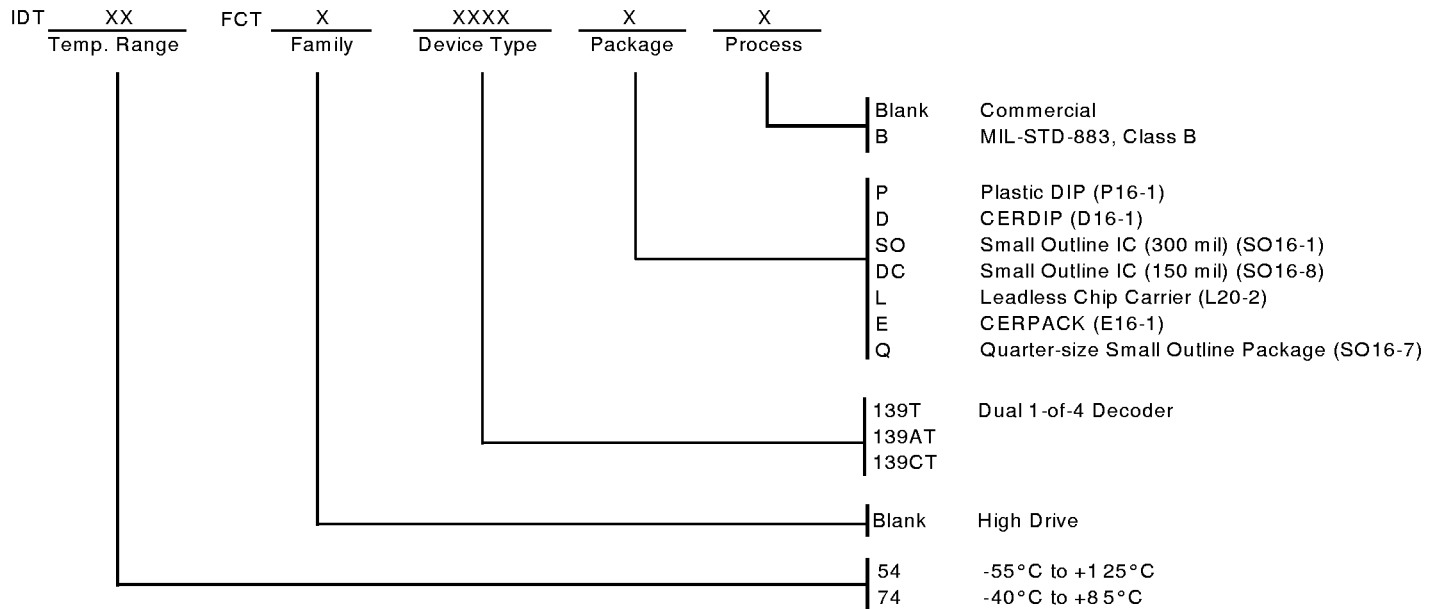 IDT XX FCT X XXXX X X
Temp. Range Family Device Type Package Process
Blank Commercial
B MIL-STD-883, Class B
P Plastic DIP (P16-1)
D CERDIP (D16-1)
SO Small Outline IC (300 mil) (SO16-1)
DC Small Outline IC (150 mil) (SO16-8)
L Leadless Chip Carrier (L20-2)
E CERPACK (E16-1)
Q Quarter-size Small Outline Package (SO16-7)
139T Dual 1-of-4 Decoder
139AT
139CT
Blank High Drive
54 -55°C to +125°C
74 -40°C to +85°C